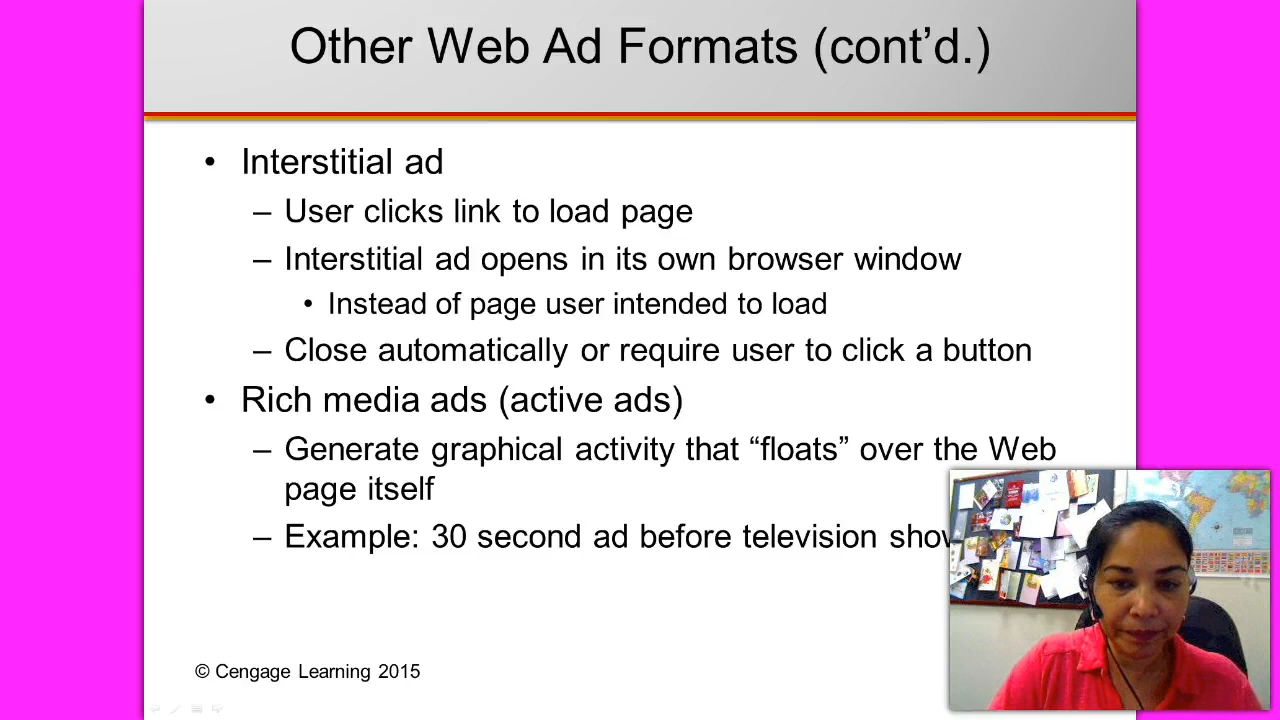 Other Web Ad Formats (cont’d.)
• Interstitial ad
– User clicks link to load page
– Interstitial ad opens in its own browser window
• Instead of page user intended to load
– Close automatically or require user to click a button
• Rich media ads (active ads)
– Generate graphical activity that “floats” over the Web
page itself
– Example: 30 second ad before television
© Cengage Learning 2015